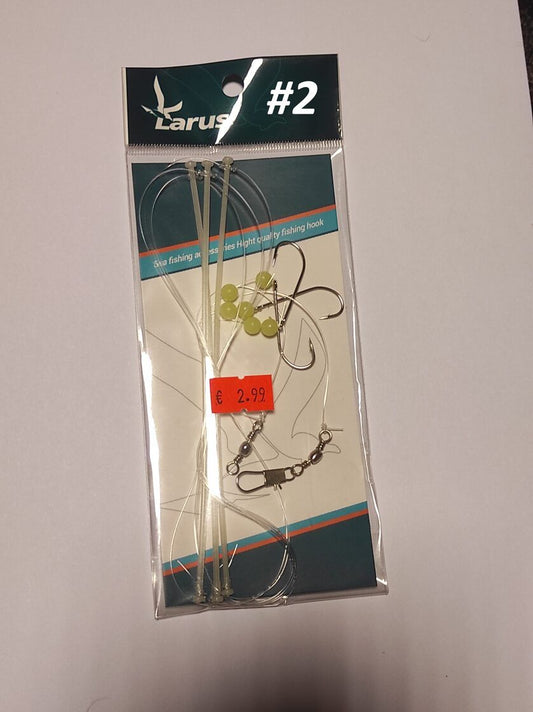 #2
Larus
Sea fishing accessories Hight quality fishing hook
€ 2.99